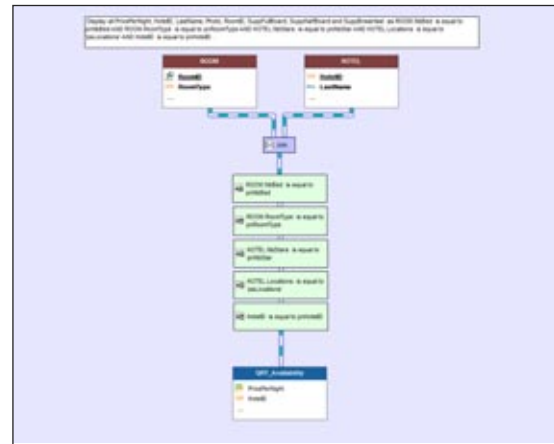 Display all PricePerNight, HotelID, LastName, Photo, RoomID, SuppFullBoard, SuppHalfBoard and SuppBreakfast as ROOM.NbBed is equal to
prmNbBed AND ROOM.RoomType is equal to prmRoomType AND HOTEL.NbStars is equal to prmNbStar AND HOTEL.Locations is equal to
AND HotelID is equal to prmHotelID
ROOM
RoomID
RoomType
...
HOTEL
HotelID
LastName
...
Join
ROOM.NbBed is equal to
prmNbBed
ROOM.RoomType is equal to
prmRoomType
HOTEL.NbStars is equal to
prmNbStar
HOTEL.Locations is equal to
HotelID is equal to prmHotelID
QRY_Availability
PricePerNight
HotelID
...